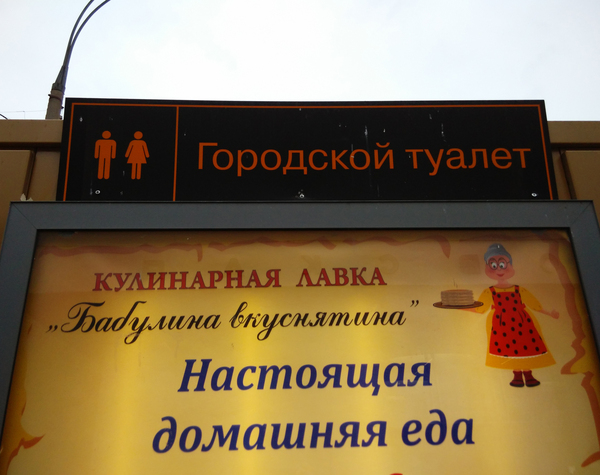 Городской туалет
КУЛИНАРНАЯ ЛАВКА
„Бабулина вкуснятина”
Настоящая
домашняя еда